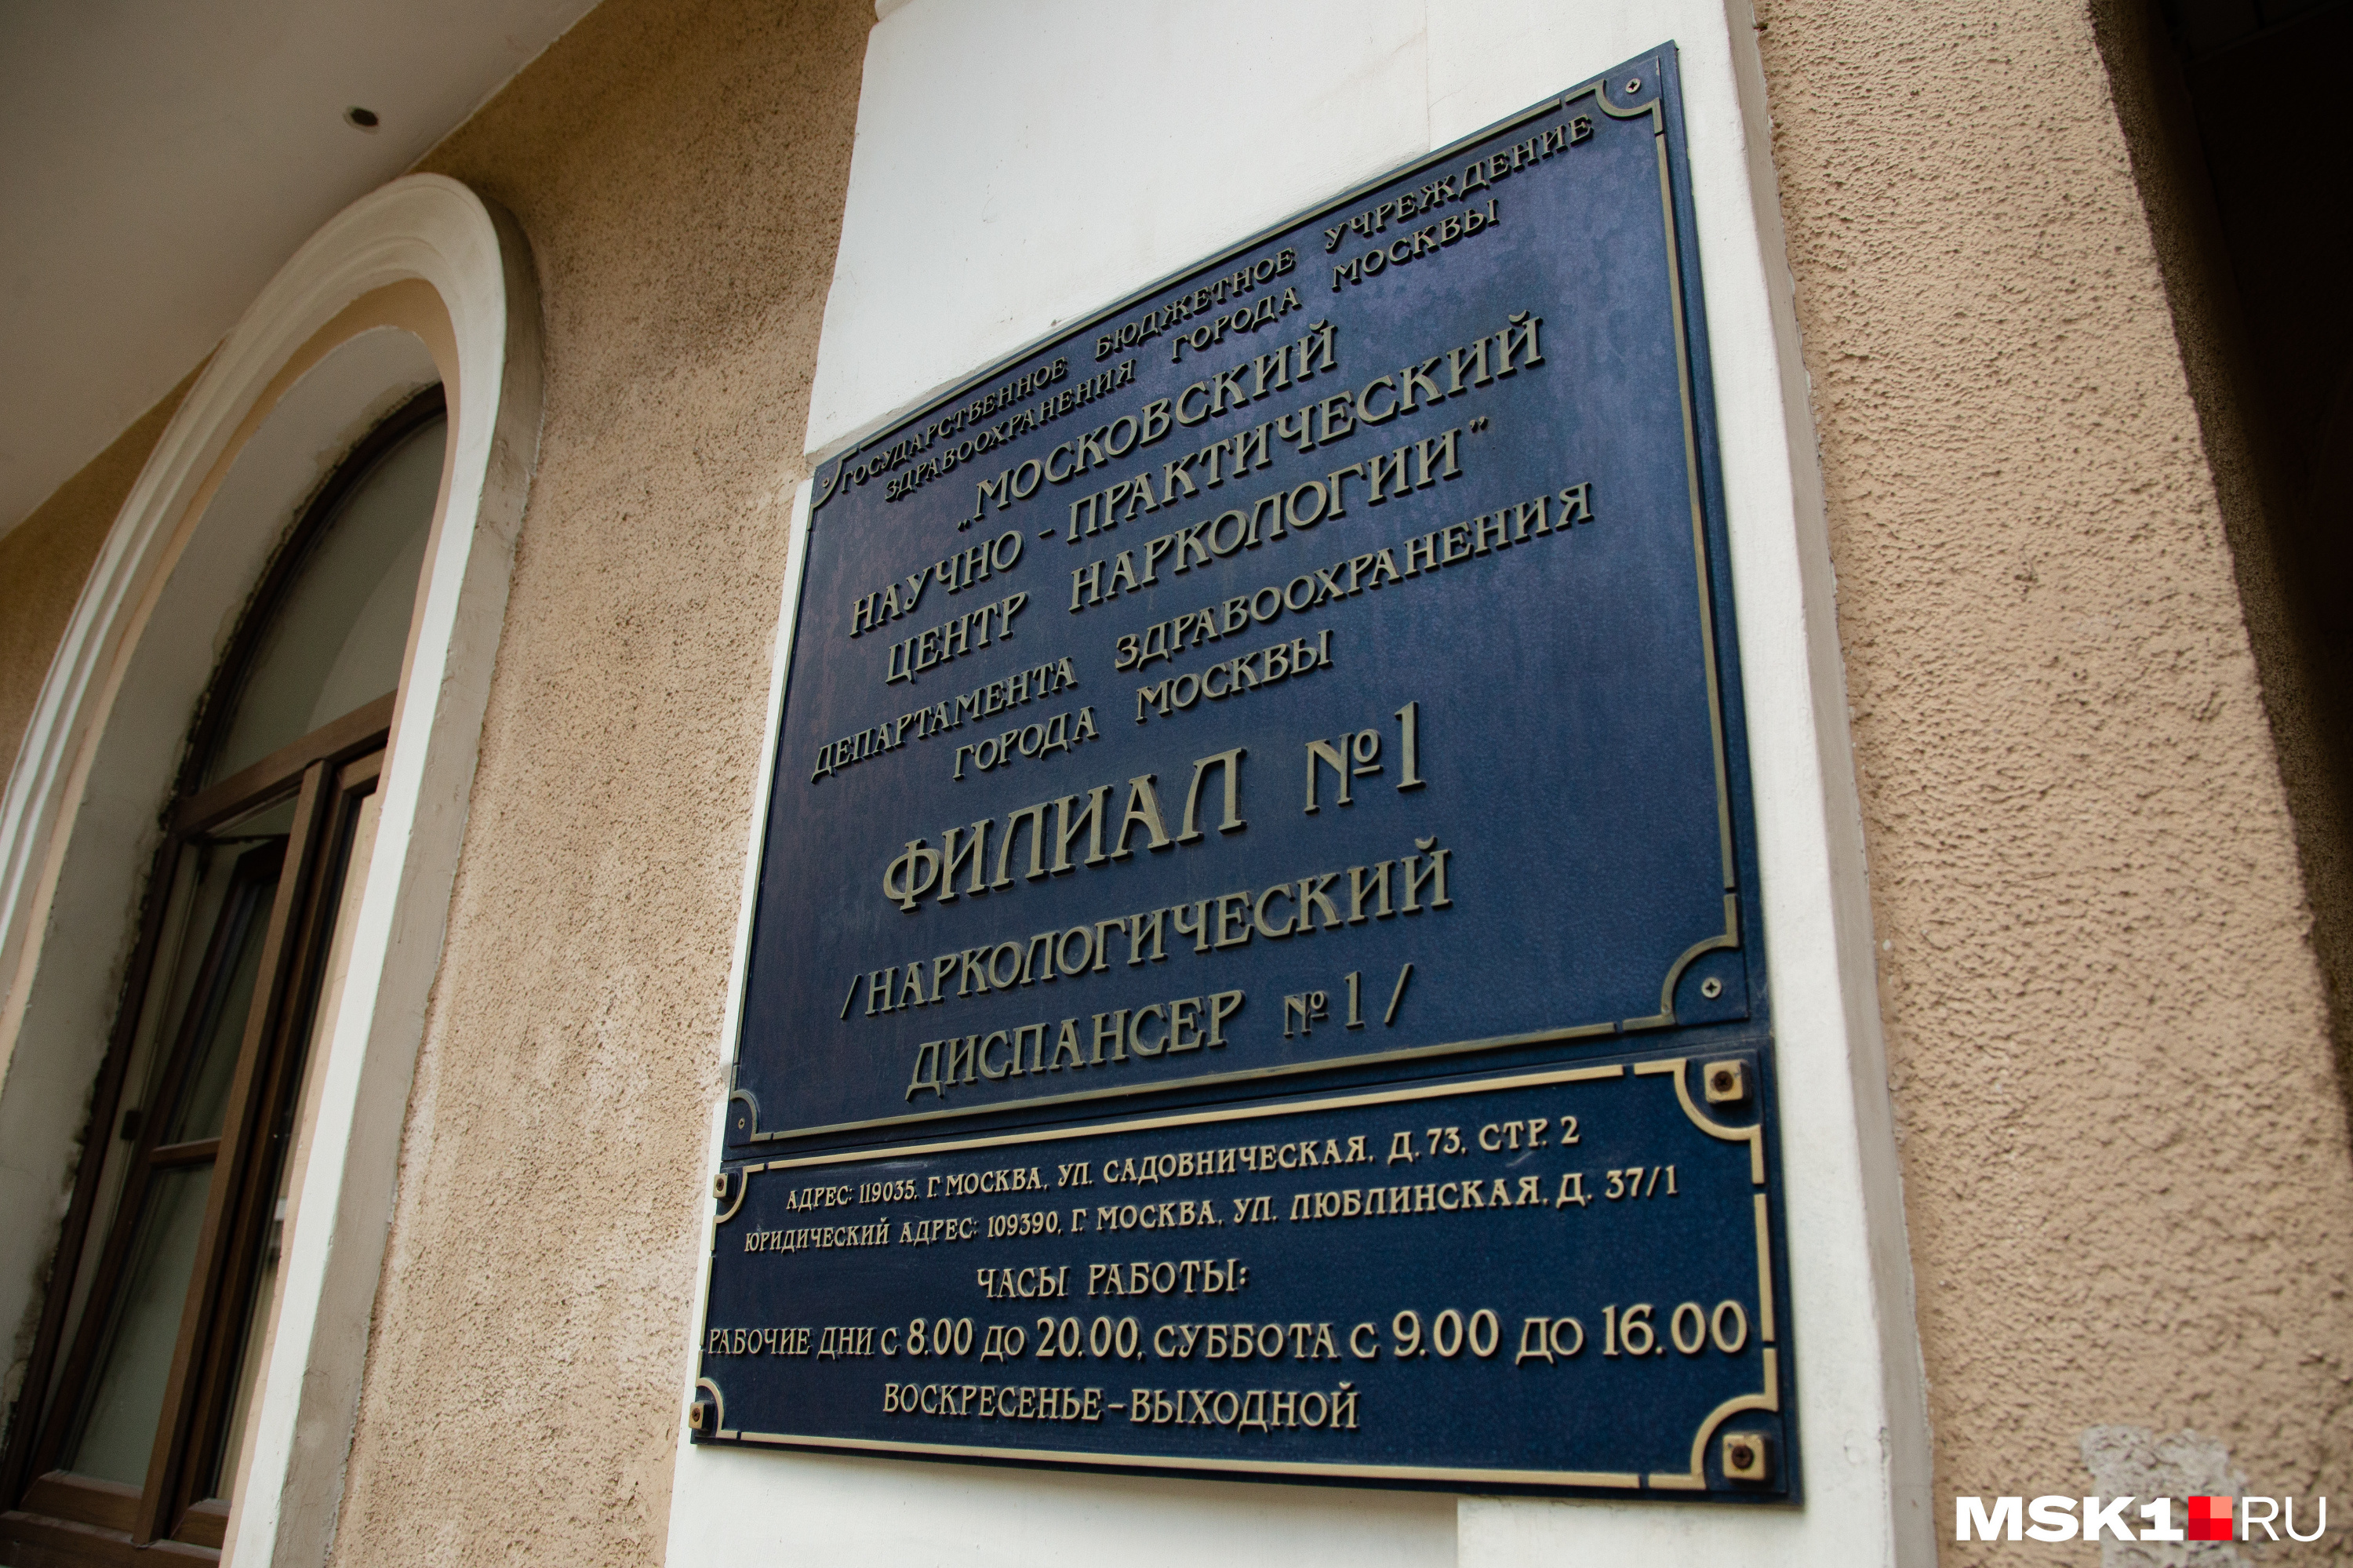 ГОСУДАРСТВЕННОЕ БЮДЖЕТНОЕ УЧРЕЖДЕНИЕ
ЗДРАВООХРАНЕНИЯ ГОРОДА МОСКВЫ
„МОСКОВСКИЙ
НАУЧНО - ПРАКТИЧЕСКИЙ
ЦЕНТР НАРКОЛОГИИ”
ДЕПАРТАМЕНТА ЗДРАВООХРАНЕНИЯ
ГОРОДА МОСКВЫ
ФИЛИАЛ №1
/НАРКОЛОГИЧЕСКИЙ
ДИСПАНСЕР №1/
АДРЕС: 119035, Г. МОСКВА, УЛ. САДОВНИЧЕСКАЯ, Д. 73, СТР. 2
ЮРИДИЧЕСКИЙ АДРЕС: 109390, Г. МОСКВА, УЛ. ЛЮБЛИНСКАЯ, Д. 37/1
ЧАСЫ РАБОТЫ:
РАБОЧИЕ ДНИ С 8.00 ДО 20.00, СУББОТА С 9.00 ДО 16.00
ВОСКРЕСЕНЬЕ – ВЫХОДНОЙ
MSK1.RU